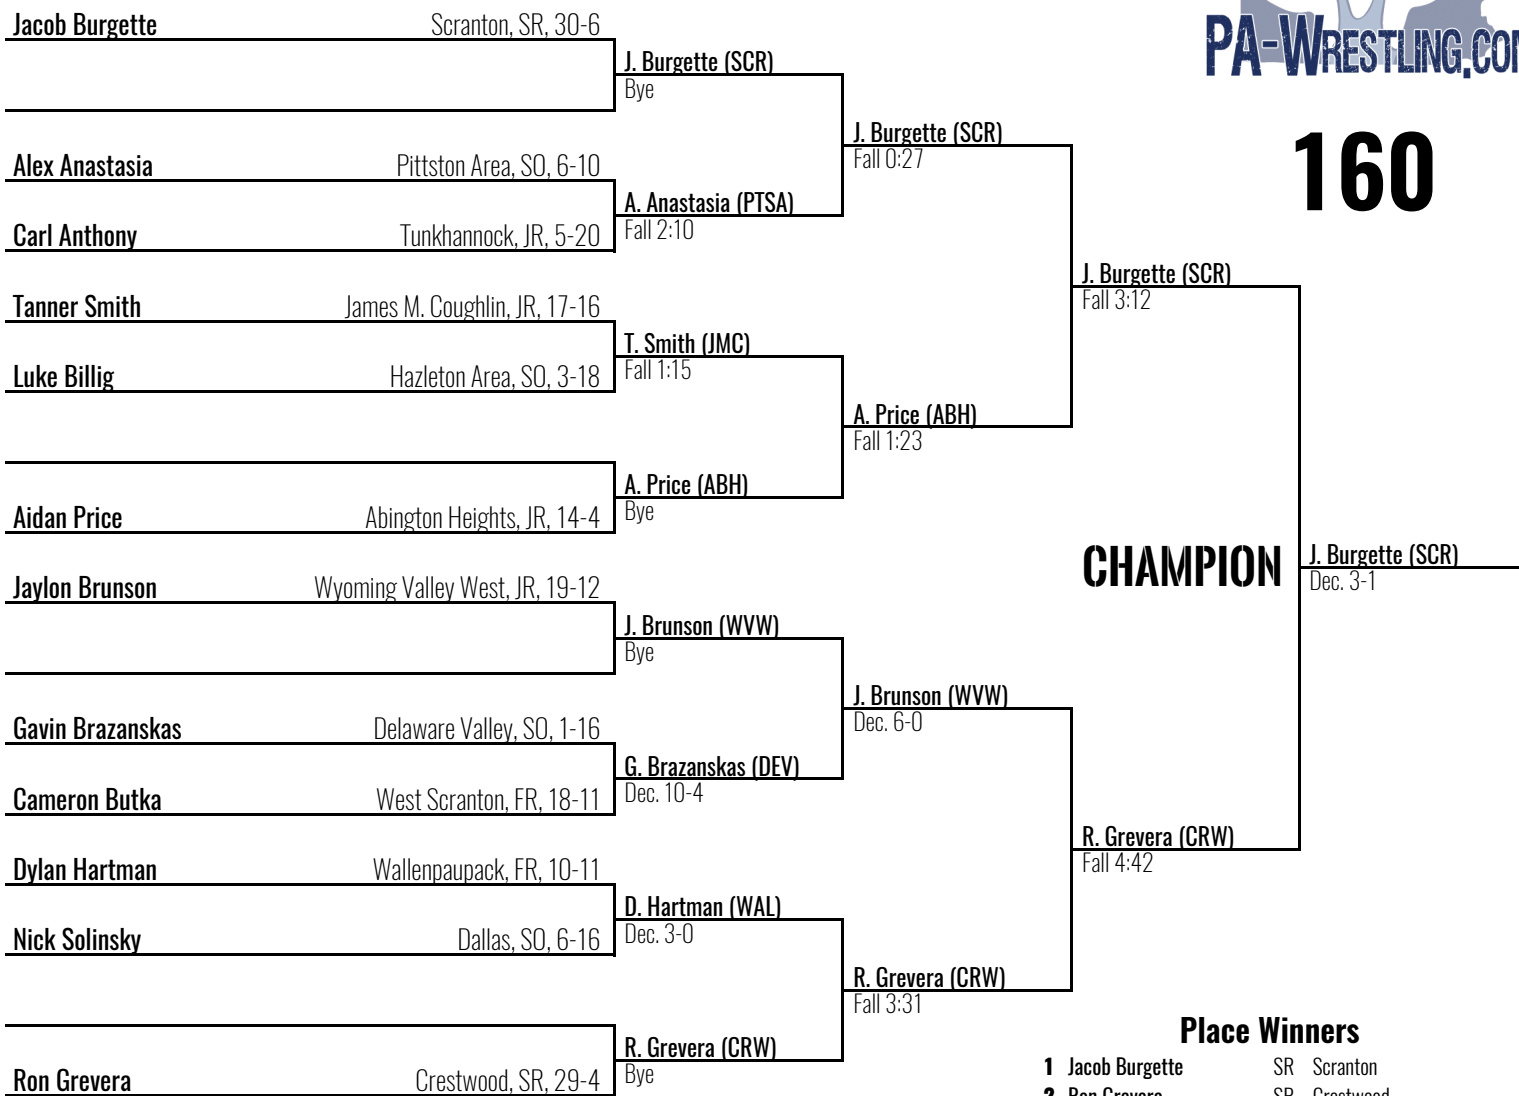 Jacob Burgette Scranton, SR, 30-6
J. Burgette (SCR)
Bye
Alex Anastasia Pittston Area, SO, 6-10
Carl Anthony Tunkhannock, JR, 5-20
A. Anastasia (PTSA)
Fall 2:10
J. Burgette (SCR)
Fall 0:27
Tanner Smith James M. Coughlin, JR, 17-16
Luke Billig Hazleton Area, SO, 3-18
T. Smith (JMC)
Fall 1:15
Aidan Price Abington Heights, JR, 14-4
A. Price (ABH)
Bye
A. Price (ABH)
Fall 1:23
J. Burgette (SCR)
Fall 3:12
Jaylon Brunson Wyoming Valley West, JR, 19-12
J. Brunson (WVW)
Bye
Gavin Brazanskas Delaware Valley, SO, 1-16
Cameron Butka West Scranton, FR, 18-11
G. Brazanskas (DEV)
Dec. 10-4
J. Brunson (WVW)
Dec. 6-0
Dylan Hartman Wallenpaupack, FR, 10-11
Nick Solinsky Dallas, SO, 6-16
D. Hartman (WAL)
Dec. 3-0
Ron Grevera Crestwood, SR, 29-4
R. Grevera (CRW)
Bye
R. Grevera (CRW)
Fall 3:31
R. Grevera (CRW)
Fall 4:42
PA-WRESTLING.CO
160
CHAMPION
J. Burgette (SCR)
Dec. 3-1
Place Winners
1 Jacob Burgette SR Scranton
2 Ron Grevera SR Crestwood